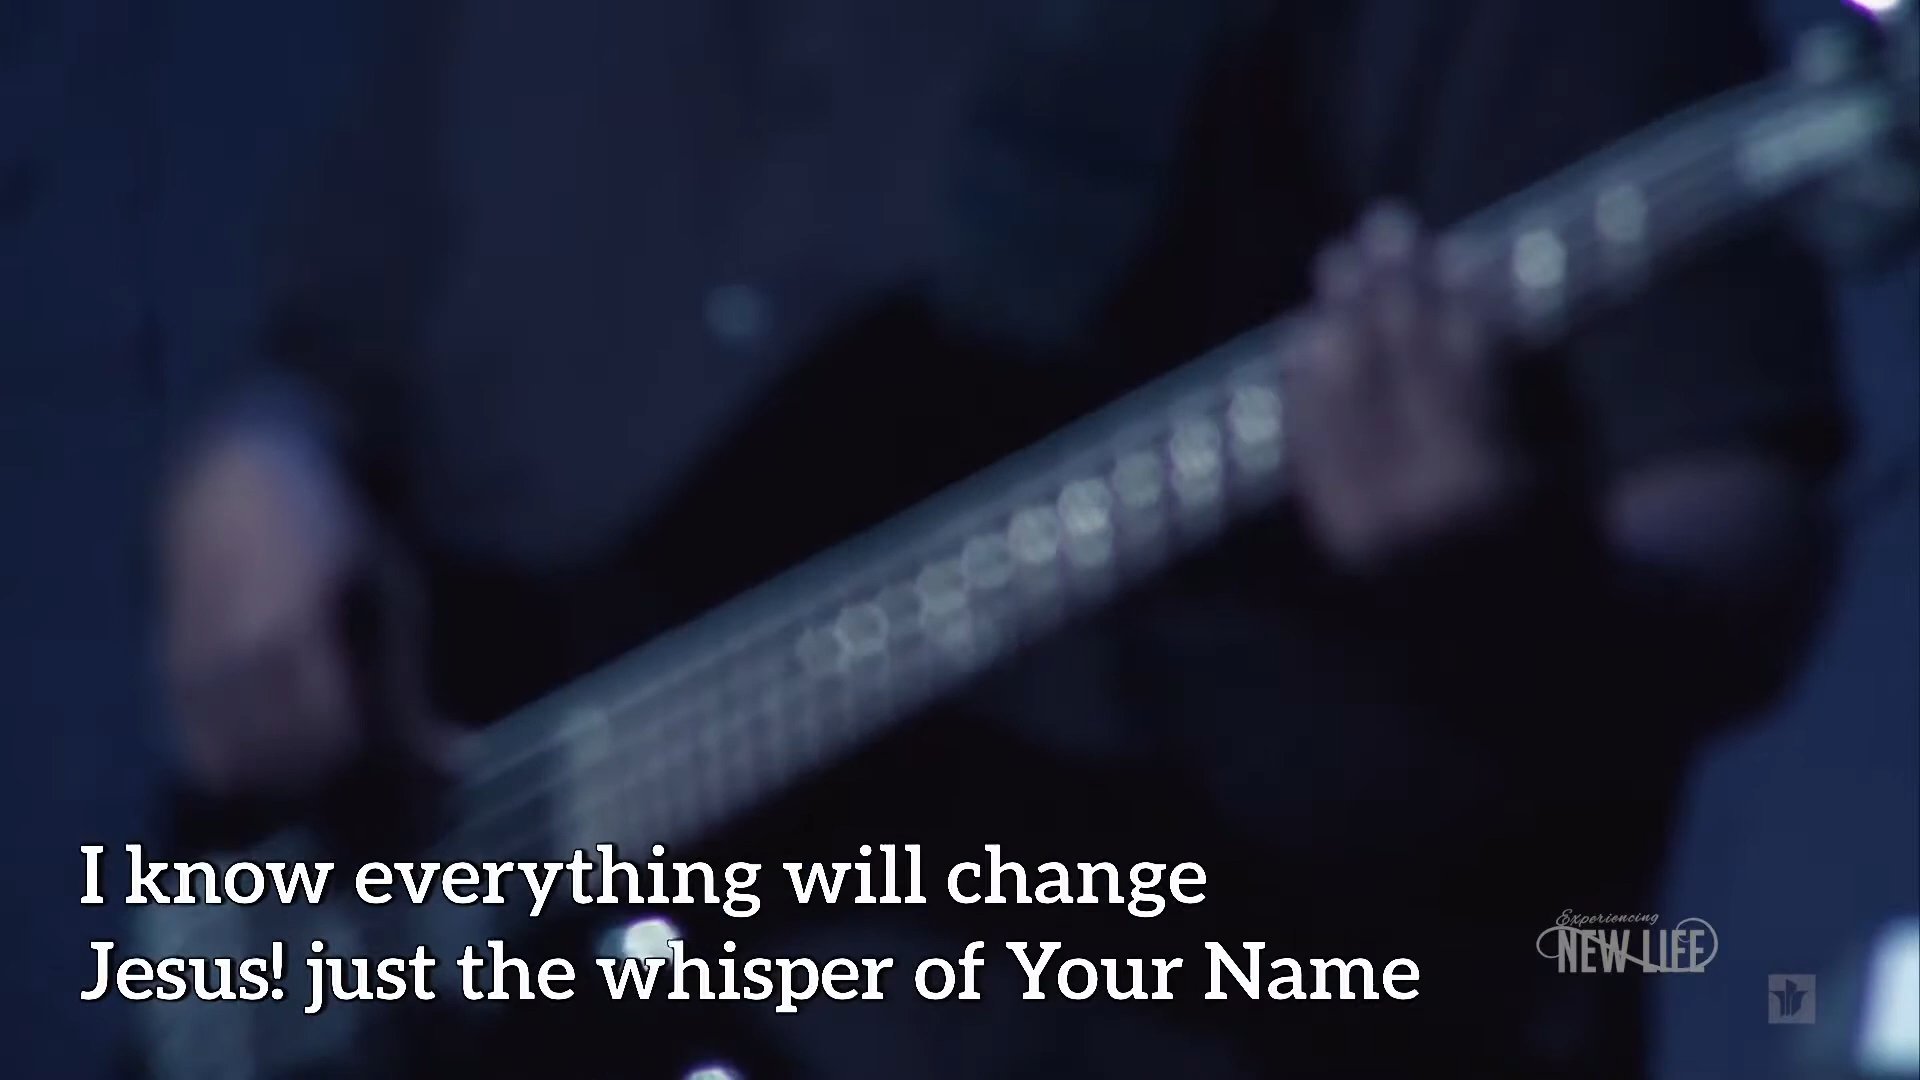 I know everything will change
Jesus! just the whisper of Your Name
Experiencing
NEW LIFE